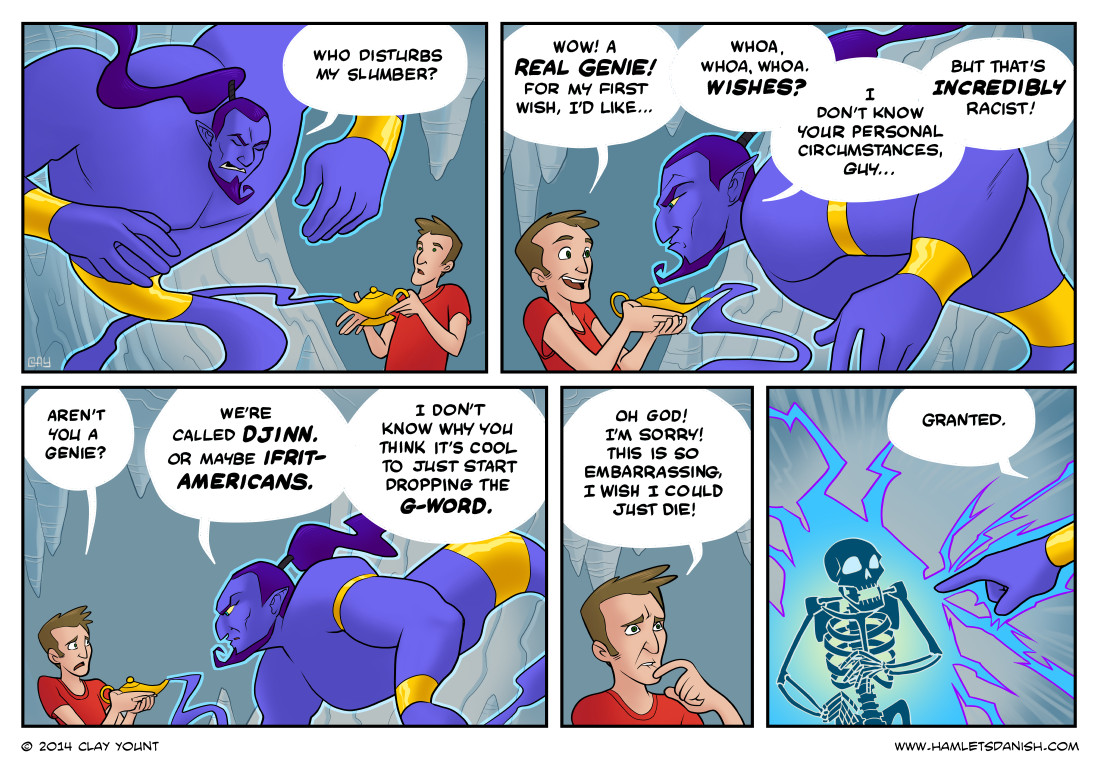 WHO DISTURBS
MY SLUMBER?
CLAY
WOW! A
REAL GENIE!
FOR MY FIRST
WISH, I'D LIKE...
WHOA,
WHOA, WHOA.
WISHES?
I
DON'T KNOW
YOUR PERSONAL
CIRCUMSTANCES,
GUY...
BUT THAT'S
INCREDIBLY
RACIST!
AREN'T
YOU A
GENIE?
WE'RE
CALLED DJINN.
OR MAYBE IFRIT-
AMERICANS.
I DON'T
KNOW WHY YOU
THINK IT'S COOL
TO JUST START
DROPPING THE
G-WORD.
OH GOD!
I'M SORRY!
THIS IS SO
EMBARRASSING,
I WISH I COULD
JUST DIE!
GRANTED.
© 2014 CLAY YOUNT
WWW.HAMLETSDANISH.COM